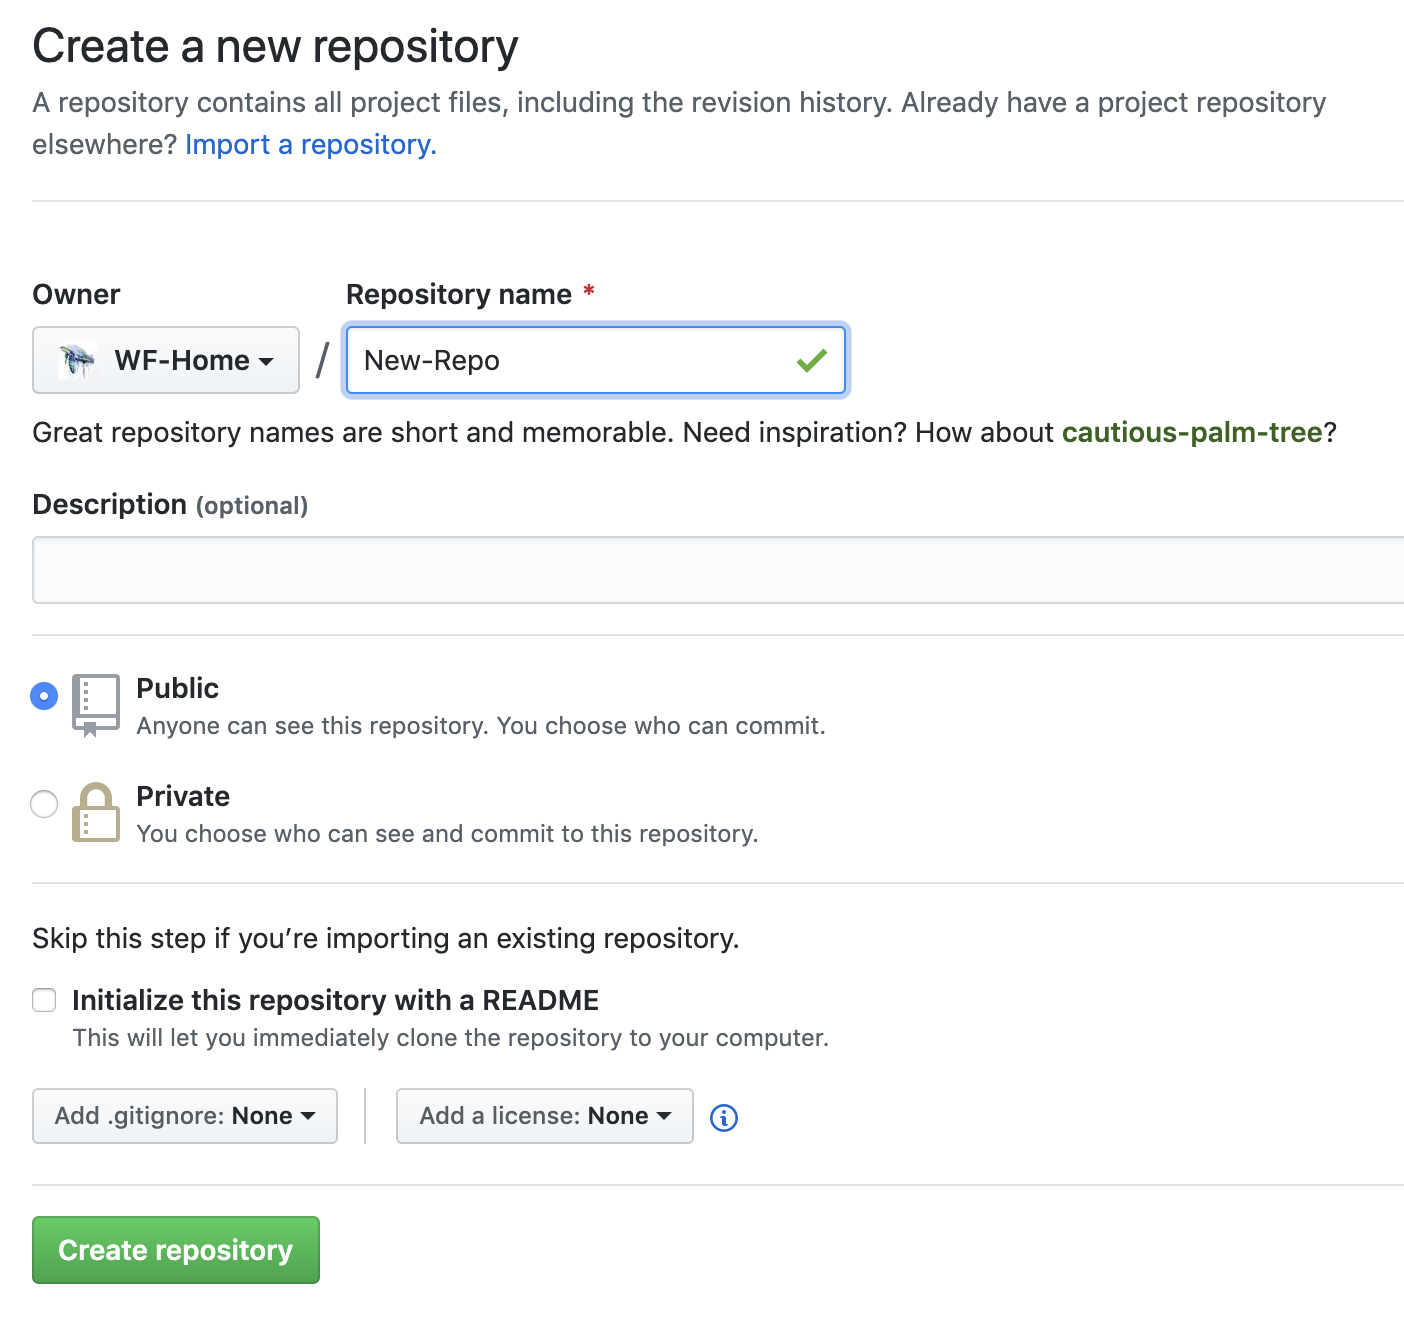 Create a new repository
A repository contains all project files, including the revision history. Already have a project repository
elsewhere? Import a repository.
Owner
Repository name *
WF-Home / New-Repo
Great repository names are short and memorable. Need inspiration? How about cautious-palm-tree?
Description (optional)
Public
Anyone can see this repository. You choose who can commit.
Private
You choose who can see and commit to this repository.
Skip this step if you’re importing an existing repository.
Initialize this repository with a README
This will let you immediately clone the repository to your computer.
Add .gitignore: None
Add a license: None
Create repository